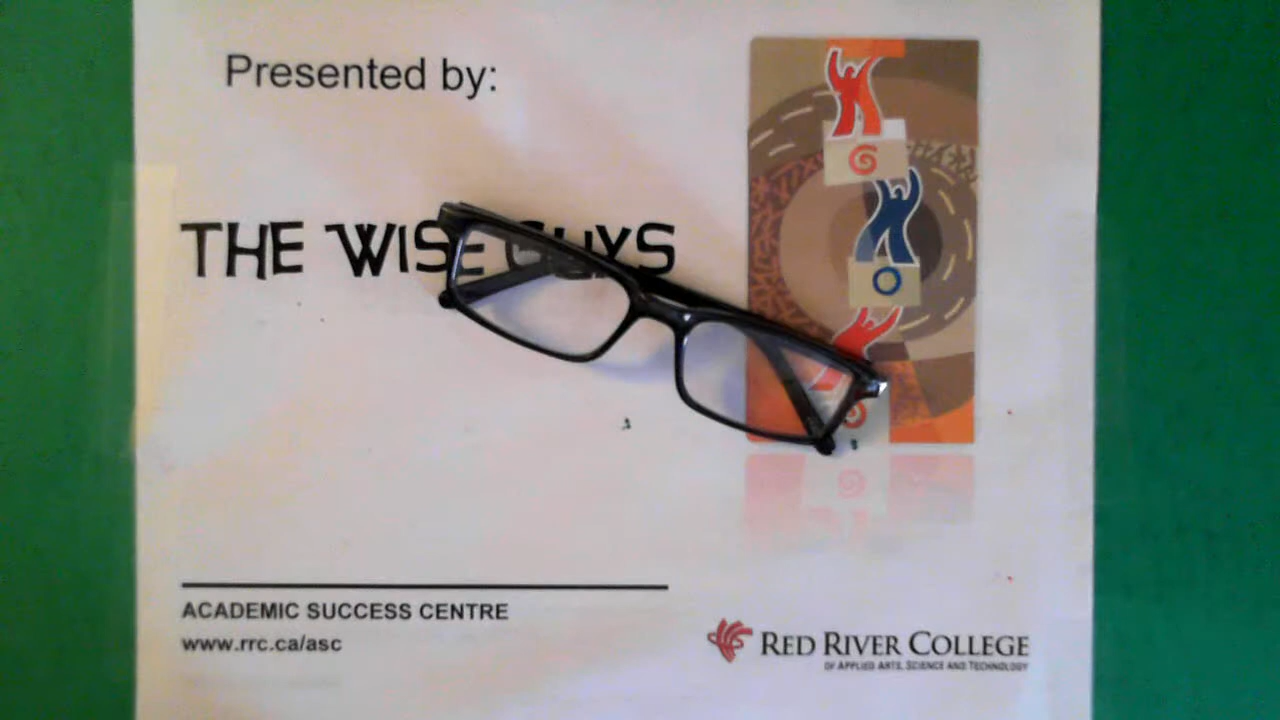 Presented by:
THE WISE GUYS
ACADEMIC SUCCESS CENTRE
www.rrc.ca/asc
RED RIVER COLLEGE
OF APPLIED ARTS, SCIENCE AND TECHNOLOGY